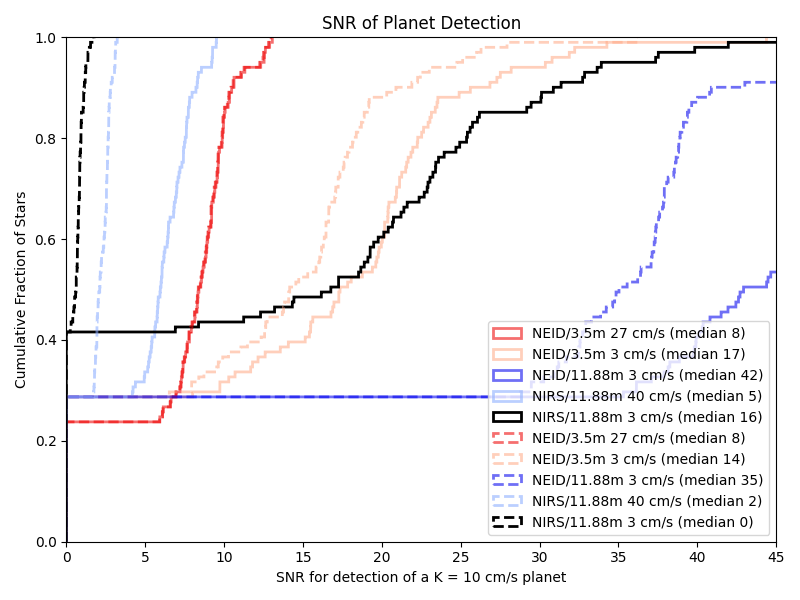 SNR of Planet Detection
Cumulative Fraction of Stars
1.0
0.8
0.6
0.4
0.2
0.0
NEID/3.5m 27 cm/s (median 8)
NEID/3.5m 3 cm/s (median 17)
NEID/11.88m 3 cm/s (median 42)
NIRS/11.88m 40 cm/s (median 5)
NIRS/11.88m 3 cm/s (median 16)
NEID/3.5m 27 cm/s (median 8)
NEID/3.5m 3 cm/s (median 14)
NEID/11.88m 3 cm/s (median 35)
NIRS/11.88m 40 cm/s (median 2)
NIRS/11.88m 3 cm/s (median 0)
0 5 10 15 20 25 30 35 40 45
SNR for detection of a K = 10 cm/s planet